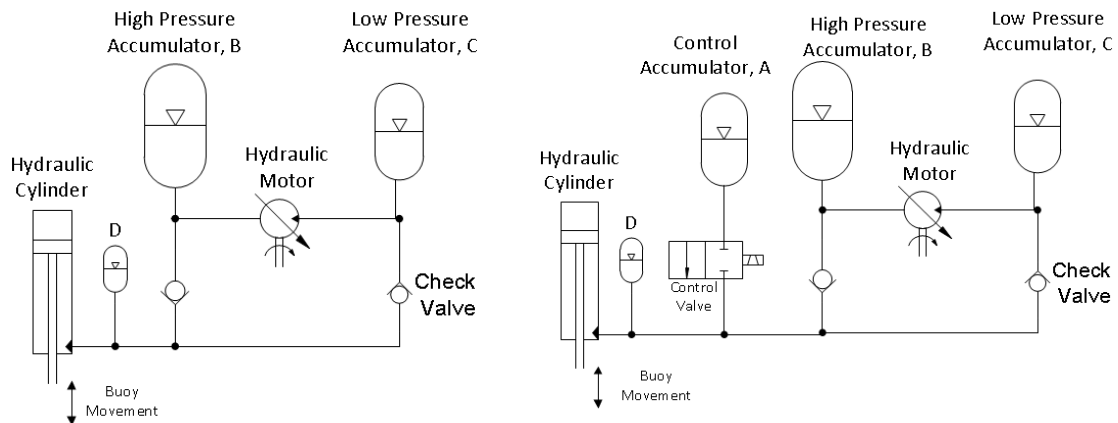 High Pressure
Accumulator, B
Low Pressure
Accumulator, C
Hydraulic
Cylinder
D
Hydraulic
Motor
Check
Valve
Buoy
Movement
Control
Accumulator, A
High Pressure
Accumulator, B
Low Pressure
Accumulator, C
Hydraulic
Cylinder
D
Control
Valve
Hydraulic
Motor
Check
Valve
Buoy
Movement